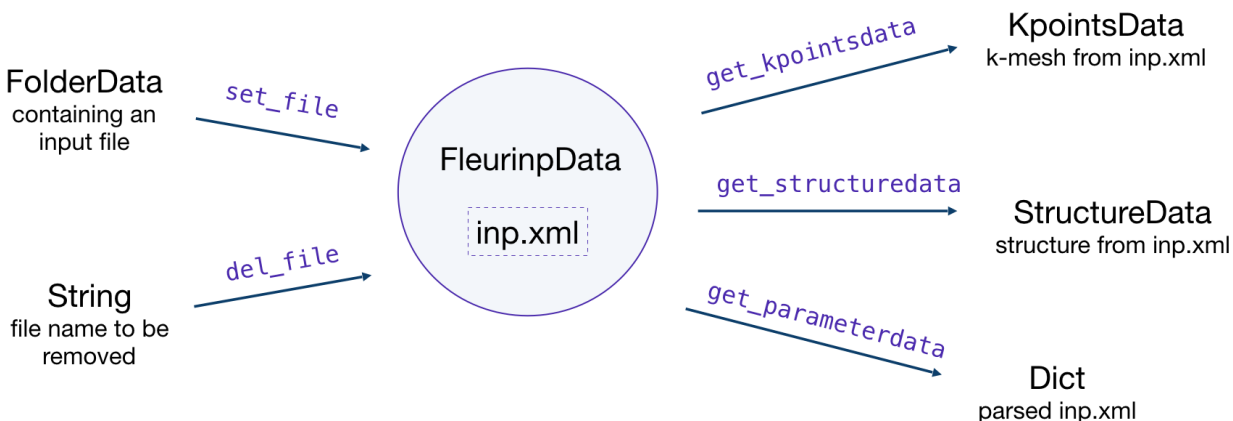 FolderData
containing an
input file
set_file
String
file name to be
removed
del_file
FleurinpData
inp.xml
get_kpointsdata
KpointsData
k-mesh from inp.xml
get_structuredata
StructureData
structure from inp.xml
get_parameterdata
Dict
parsed inp.xml